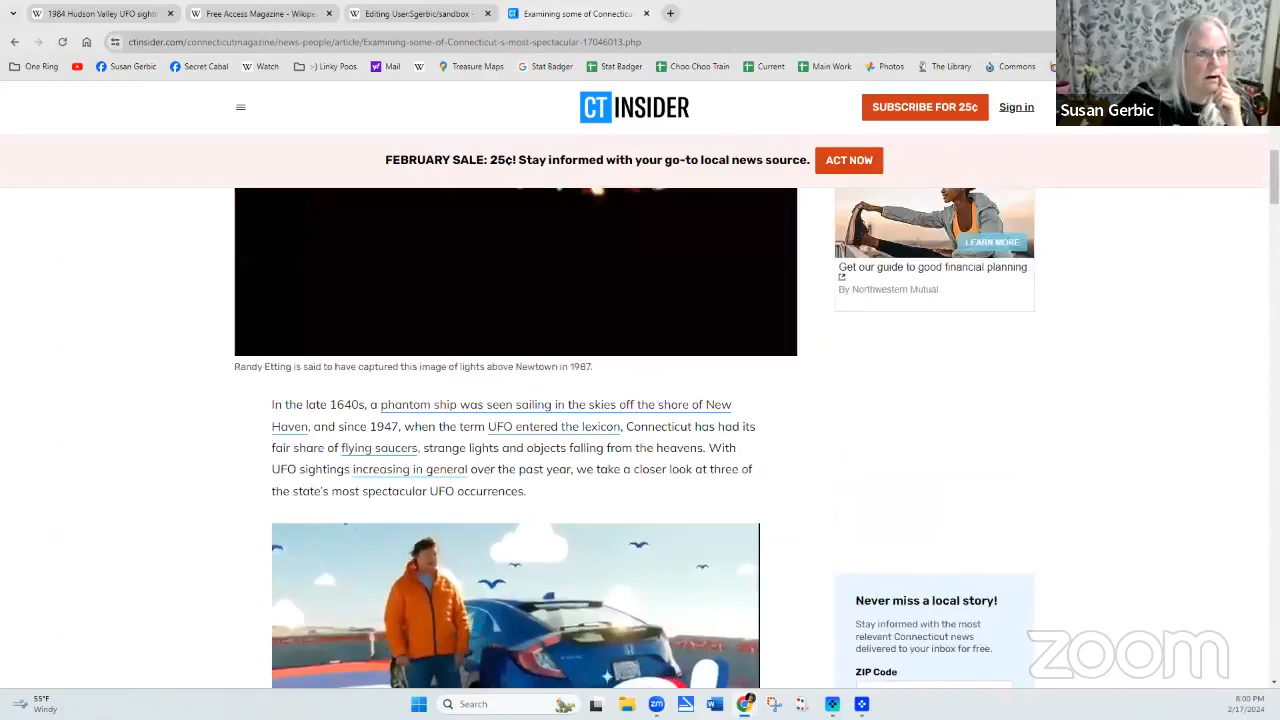 1984 Hudson Valley UFO sight
Free Access Magazine - Wikipe
Editing UserSgerbic/sandbox -
Examining some of Connecticut
ctinsider.com/connecticutmagazine/news-people/article/Examining-some-of-Connecticut-s-most-spectacular-17046013.php
One Ring
Susan Gerbic
Secret Cabal
Watch
:-) Linky Pool
Mail
Treasure Maps
Stat Badger
Stat Badger
Choo Choo Train
Current
Main Work
Photos
The Library
Commons
Susan Gerbic
CT INSIDER
SUBSCRIBE FOR 25¢
Sign in
FEBRUARY SALE: 25¢! Stay informed with your go-to local news source.
ACT NOW
LEARN MORE
Get our guide to good financial planning.
By Northwestern Mutual
Randy Etting is said to have captured this image of lights above Newtown in 1987.
In the late 1640s, a phantom ship was seen sailing in the skies off the shore of New
Haven, and since 1947, when the term UFO entered the lexicon, Connecticut has had its
fair share of flying saucers, strange lights and objects falling from the heavens. With
UFO sightings increasing in general over the past year, we take a closer look at three of
the state's most spectacular UFO occurrences.
Never miss a local story!
Stay informed with the most
relevant Connecticut news
delivered to your inbox for free.
ZIP Code
zoom
55°F
Windy
Search
8:00 PM
2/17/2024